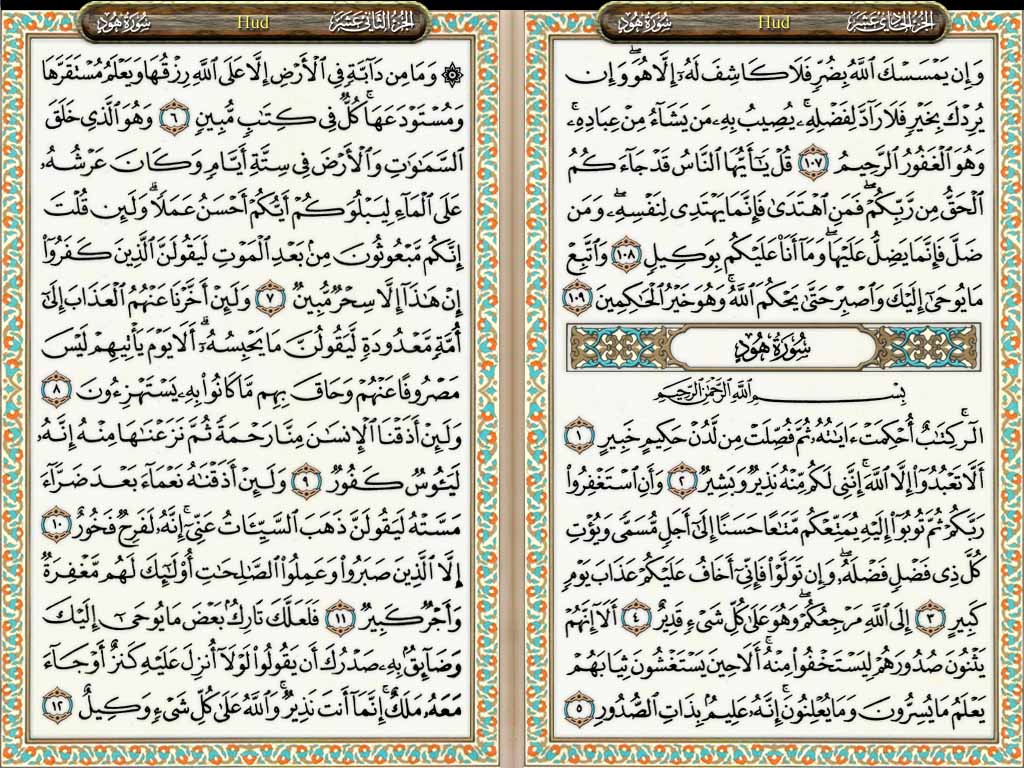 الجزء الحادي عشر
Hud
سورة هود
وَإِن يَمْسَسْكَ ٱللَّهُ بِضُرٍّ فَلَا كَاشِفَ لَهُۥٓ إِلَّا هُوَ ۖ وَإِن
يُرِدْكَ بِخَيْرٍ فَلَا رَآدَّ لِفَضْلِهِۦ ۚ يُصِيبُ بِهِۦ مَن يَشَآءُ مِنْ عِبَادِهِۦ ۚ
وَهُوَ ٱلْغَفُورُ ٱلرَّحِيمُ ١٠٧ قُلْ يَٰٓأَيُّهَا ٱلنَّاسُ قَدْ جَآءَكُمُ
ٱلْحَقُّ مِن رَّبِّكُمْ ۖ فَمَنِ ٱهْتَدَىٰ فَإِنَّمَا يَهْتَدِى لِنَفْسِهِۦ ۖ وَمَن
ضَلَّ فَإِنَّمَا يَضِلُّ عَلَيْهَا ۖ وَمَآ أَنَا۠ عَلَيْكُم بِوَكِيلٍ ١٠٨ وَٱتَّبِعْ
مَا يُوحَىٰٓ إِلَيْكَ وَٱصْبِرْ حَتَّىٰ يَحْكُمَ ٱللَّهُ ۚ وَهُوَ خَيْرُ ٱلْحَٰكِمِينَ ١٠٩
سُورَةُ هُودٍ
بِسْمِ ٱللَّهِ ٱلرَّحْمَٰنِ ٱلرَّحِيمِ
الٓر ۚ كِتَٰبٌ أُحْكِمَتْ ءَايَٰتُهُۥ ثُمَّ فُصِّلَتْ مِن لَّدُنْ حَكِيمٍ خَبِيرٍ ١
أَلَّا تَعْبُدُوٓا۟ إِلَّا ٱللَّهَ ۚ إِنَّنِى لَكُم مِّنْهُ نَذِيرٌ وَبَشِيرٌ ٢ وَأَنِ ٱسْتَغْفِرُوا۟
رَبَّكُمْ ثُمَّ تُوبُوٓا۟ إِلَيْهِ يُمَتِّعْكُم مَّتَٰعًا حَسَنًا إِلَىٰٓ أَجَلٍ مُّسَمًّى وَيُؤْتِ
كُلَّ ذِى فَضْلٍ فَضْلَهُۥ ۖ وَإِن تَوَلَّوْا۟ فَإِنِّىٓ أَخَافُ عَلَيْكُمْ عَذَابَ يَوْمٍ
كَبِيرٍ ٣ إِلَى ٱللَّهِ مَرْجِعُكُمْ ۖ وَهُوَ عَلَىٰ كُلِّ شَىْءٍ قَدِيرٌ ٤ أَلَآ إِنَّهُمْ
يَثْنُونَ صُدُورَهُمْ لِيَسْتَخْفُوا۟ مِنْهُ ۚ أَلَا حِينَ يَسْتَغْشُونَ ثِيَابَهُمْ
يَعْلَمُ مَا يُسِرُّونَ وَمَا يُعْلِنُونَ ۚ إِنَّهُۥ عَلِيمٌۢ بِذَاتِ ٱلصُّدُورِ ٥
الجزء الثاني عشر
Hud
سورة هود
۞ وَمَا مِن دَآبَّةٍ فِى ٱلْأَرْضِ إِلَّا عَلَى ٱللَّهِ رِزْقُهَا وَيَعْلَمُ مُسْتَقَرَّهَا
وَمُسْتَوْدَعَهَا ۚ كُلٌّ فِى كِتَٰبٍ مُّبِينٍ ٦ وَهُوَ ٱلَّذِى خَلَقَ
ٱلسَّمَٰوَٰتِ وَٱلْأَرْضَ فِى سِتَّةِ أَيَّامٍ وَكَانَ عَرْشُهُۥ
عَلَى ٱلْمَآءِ لِيَبْلُوَكُمْ أَيُّكُمْ أَحْسَنُ عَمَلًا ۗ وَلَئِن قُلْتَ
إِنَّكُم مَّبْعُوثُونَ مِنۢ بَعْدِ ٱلْمَوْتِ لَيَقُولَنَّ ٱلَّذِينَ كَفَرُوٓا۟
إِنْ هَٰذَآ إِلَّا سِحْرٌ مُّبِينٌ ٧ وَلَئِنْ أَخَّرْنَا عَنْهُمُ ٱلْعَذَابَ إِلَىٰٓ
أُمَّةٍ مَّعْدُودَةٍ لَّيَقُولُنَّ مَا يَحْبِسُهُۥٓ ۗ أَلَا يَوْمَ يَأْتِيهِمْ لَيْسَ
مَصْرُوفًا عَنْهُمْ وَحَاقَ بِهِم مَّا كَانُوا۟ بِهِۦ يَسْتَهْزِءُونَ ٨
وَلَئِنْ أَذَقْنَا ٱلْإِنسَٰنَ مِنَّا رَحْمَةً ثُمَّ نَزَعْنَٰهَا مِنْهُ إِنَّهُۥ
لَيَـُٔوسٌ كَفُورٌ ٩ وَلَئِنْ أَذَقْنَٰهُ نَعْمَآءَ بَعْدَ ضَرَّآءَ
مَسَّتْهُ لَيَقُولَنَّ ذَهَبَ ٱلسَّيِّـَٔاتُ عَنِّىٓ ۚ إِنَّهُۥ لَفَرِحٌ فَخُورٌ ١٠
إِلَّا ٱلَّذِينَ صَبَرُوا۟ وَعَمِلُوا۟ ٱلصَّٰلِحَٰتِ أُو۟لَٰٓئِكَ لَهُم مَّغْفِرَةٌ
وَأَجْرٌ كَبِيرٌ ١١ فَلَعَلَّكَ تَارِكٌۢ بَعْضَ مَا يُوحَىٰٓ إِلَيْكَ
وَضَآئِقٌۢ بِهِۦ صَدْرُكَ أَن يَقُولُوا۟ لَوْلَآ أُنزِلَ عَلَيْهِ كَنزٌ أَوْ جَآءَ
مَعَهُۥ مَلَكٌ ۚ إِنَّمَآ أَنتَ نَذِيرٌ ۚ وَٱللَّهُ عَلَىٰ كُلِّ شَىْءٍ وَكِيلٌ ١٢